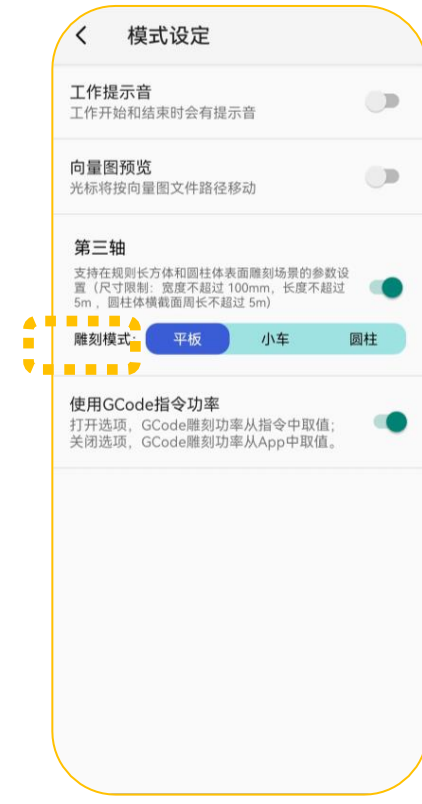 模式设定
工作提示音
工作开始和结束时会有提示音
向量图预览
光标将按向量图文件路径移动
第三轴
支持在规则长方体和圆柱体表面雕刻场景的参数设
置（尺寸限制：宽度不超过 100mm，长度不超过
5m ，圆柱体横截面周长不超过 5m）
雕刻模式： 平板 小车 圆柱
使用GCode指令功率
打开选项，GCode雕刻功率从指令中取值；
关闭选项，GCode雕刻功率从App中取值。